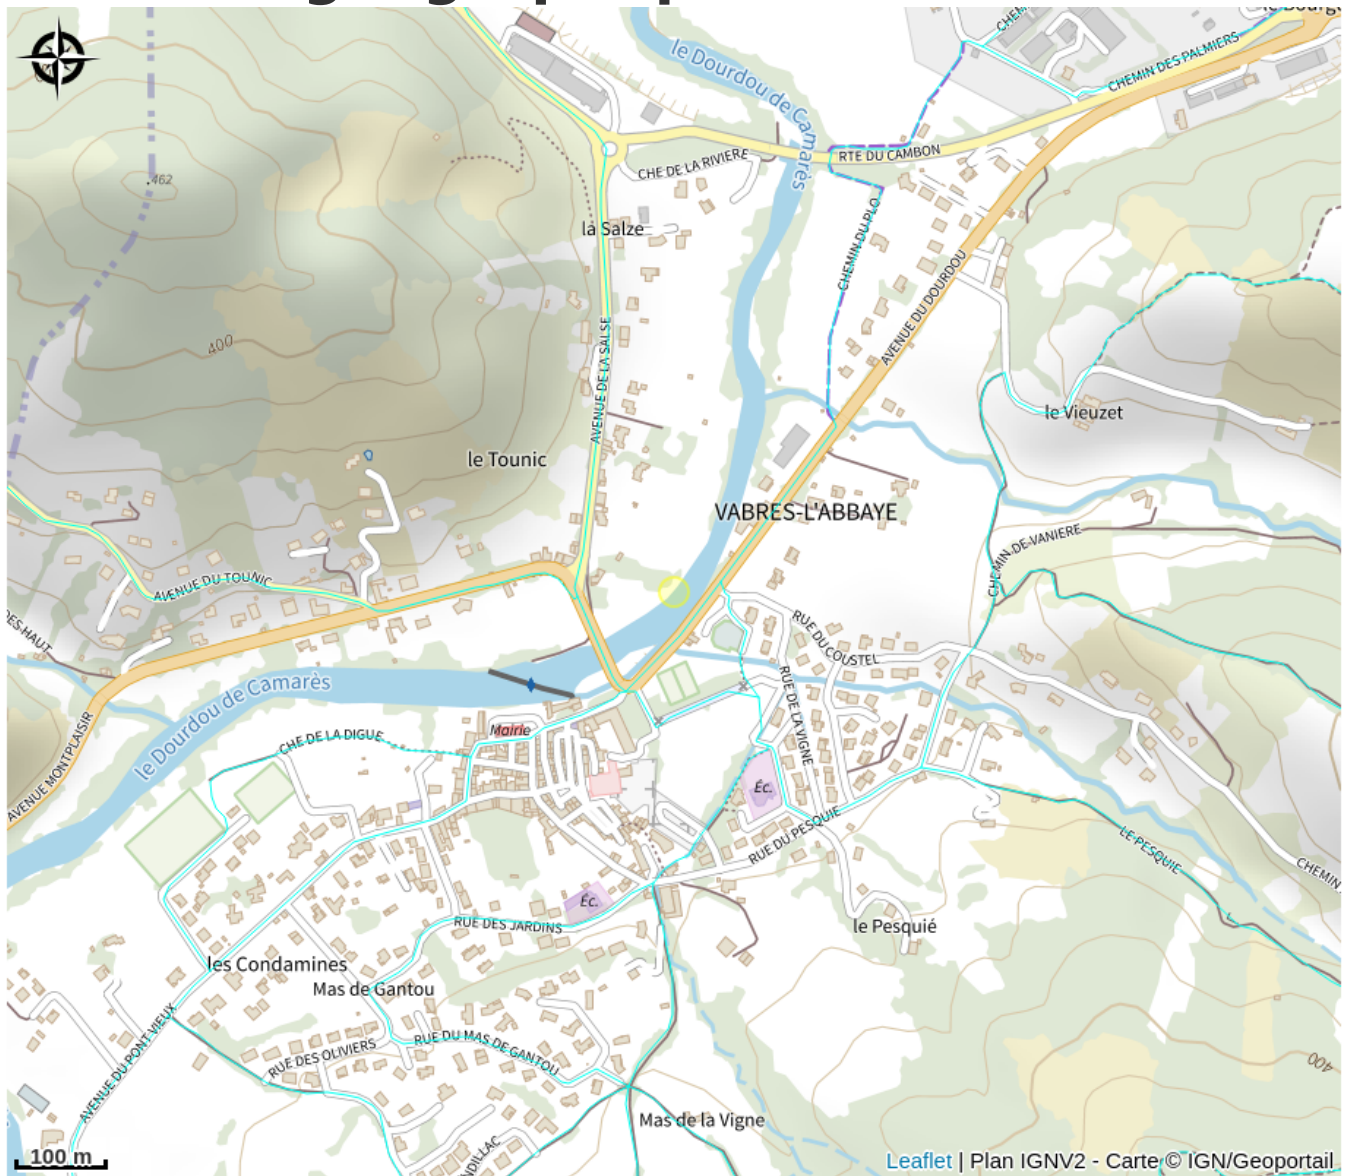 CHEMIN DES PALMIERS
le Dourdou de Camarès
RTE DU CAMBON
CHE DE LA RIVIERE
462
la Salze
CHEMIN DU PLO
AVENUE DU DOURDOU
400
AVENUE DE LA SALSE
le Vieuzet
le Tounic
VABRES-L'ABBAYE
CHEMIN DE VANIERE
AVENUE DU TOUNIC
DES-HAUT
RUE DU COUSTEL
le Dourdou de Camarès
RUE DE LA VIGNE
AVENUE MONTPLAISIR
CHE DE LA DIGUE
Mairie
Éc.
RUE DU PESQUIE
LE PESQUIE
CHEMIN
Éc.
RUE DES JARDINS
le Pesquié
les Condamines
Mas de Gantou
AVENUE DU PONT VIEUX
RUE DES OLIVIERS
RUE DU MAS DE GANTOU
400
Mas de la Vigne
NDILLAC
100 m
Leaflet | Plan IGNV2 - Carte © IGN/Geoportail